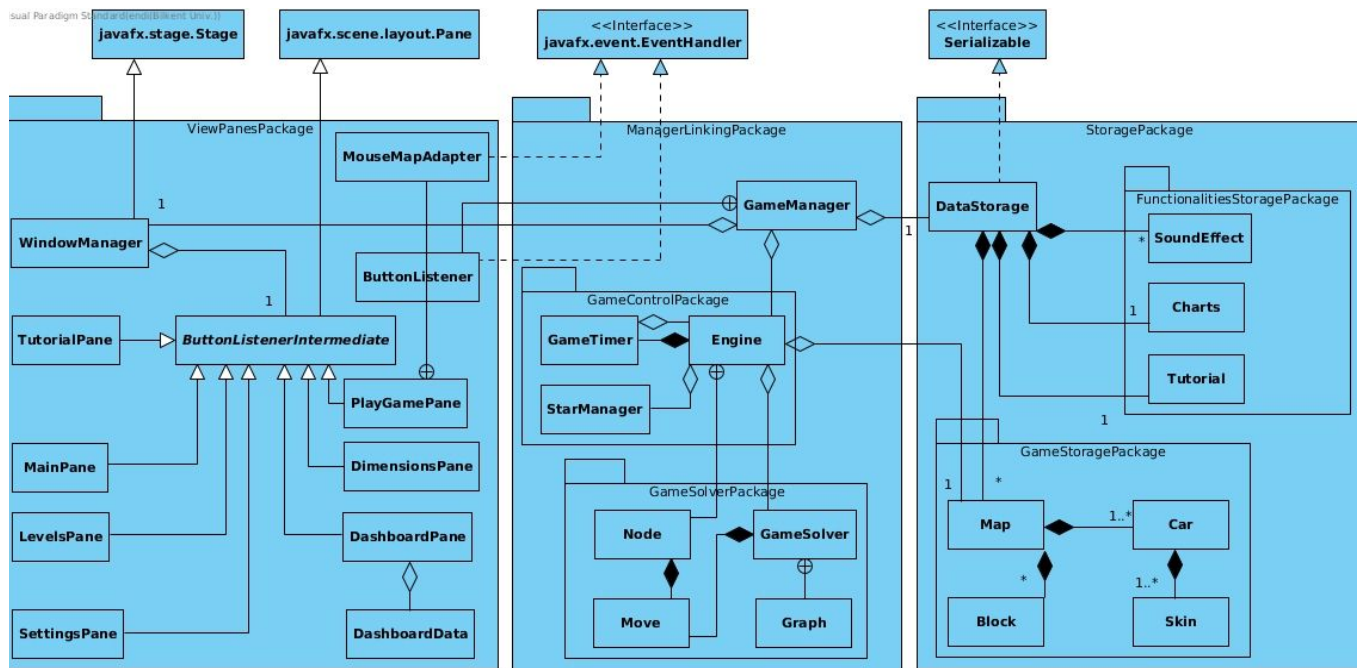 sual Paradigm Standard(endi(Bilkent Univ.))
javafx.stage.Stage
javafx.scene.layout.Pane
<<Interface>>
javafx.event.EventHandler
<<Interface>>
Serializable
ViewPanesPackage
MouseMapAdapter
1
WindowManager
ButtonListener
1
TutorialPane
ButtonListenerIntermediate
PlayGamePane
MainPane
DimensionsPane
LevelsPane
DashboardPane
SettingsPane
DashboardData
ManagerLinkingPackage
GameManager
1
GameControlPackage
GameTimer
Engine
StarManager
GameSolverPackage
Node
GameSolver
Move
Graph
StoragePackage
DataStorage
FunctionalitiesStoragePackage
SoundEffect
*
Charts
1
Tutorial
1
GameStoragePackage
1
*
Map
1..*
Car
*
1..*
Block
Skin